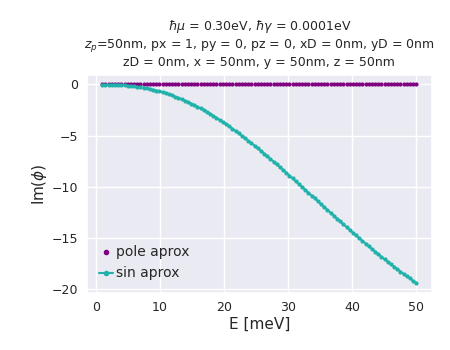 ħμ = 0.30eV, ħγ = 0.0001eV
z_p=50nm, px = 1, py = 0, pz = 0, xD = 0nm, yD = 0nm
zD = 0nm, x = 50nm, y = 50nm, z = 50nm
0
−5
−10
−15
−20
Im(ϕ)
pole aprox
sin aprox
0 10 20 30 40 50
E [meV]